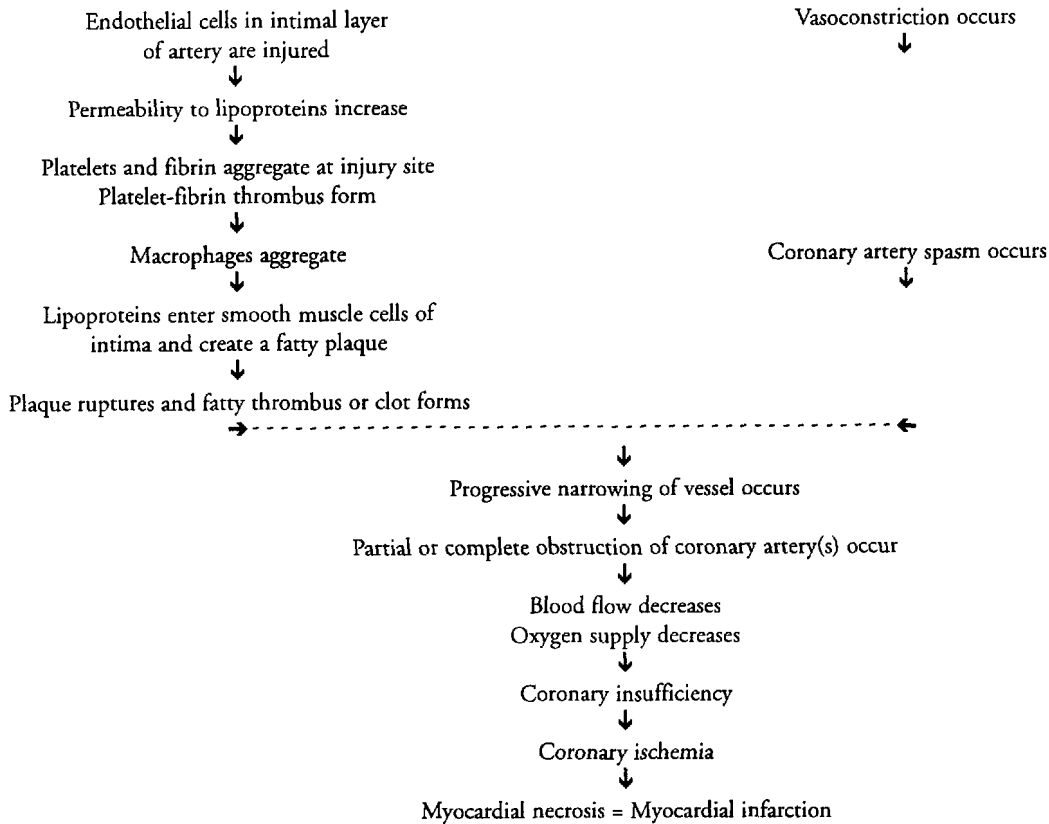 Endothelial cells in intimal layer
of artery are injured
Permeability to lipoproteins increase
Platelets and fibrin aggregate at injury site
Platelet-fibrin thrombus form
Macrophages aggregate
Lipoproteins enter smooth muscle cells of
intima and create a fatty plaque
Plaque ruptures and fatty thrombus or clot forms
Vasoconstriction occurs
Coronary artery spasm occurs
Progressive narrowing of vessel occurs
Partial or complete obstruction of coronary artery(s) occur
Blood flow decreases
Oxygen supply decreases
Coronary insufficiency
Coronary ischemia
Myocardial necrosis = Myocardial infarction